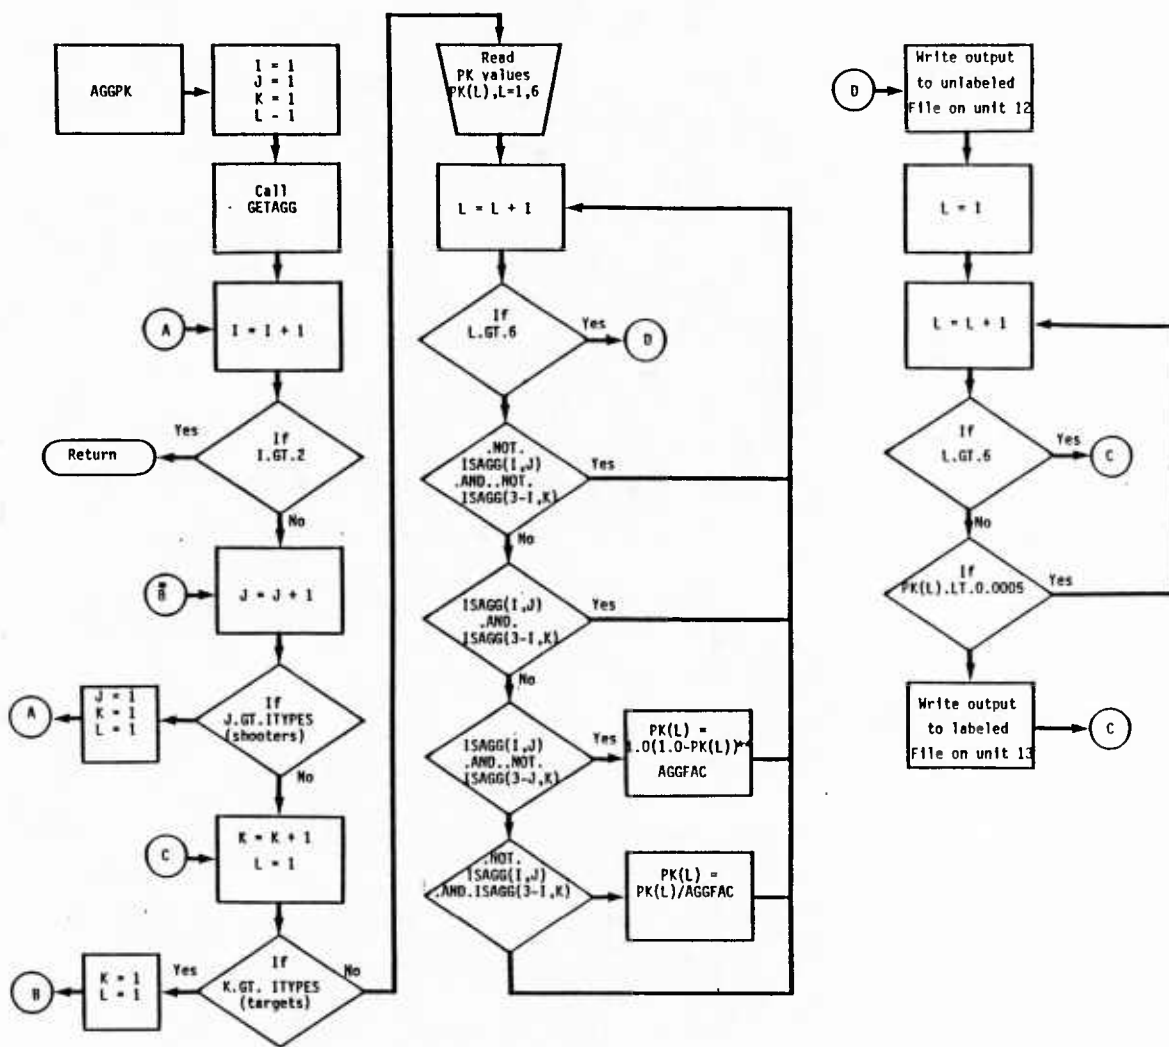 AGGPK
I = 1
J = 1
K = 1
L - 1
Call
GETAGG
A
I = I + 1
If
I.GT.2
Yes
Return
No
B
J = J + 1
If
J.GT.ITYPES
(shooters)
J = 1
K = 1
L = 1
A
No
C
K = K + 1
L = 1
If
K.GT. ITYPES
(targets)
Yes
No
K = 1
L = 1
B
Read
PK values
PK(L),L=1,6
L = L + 1
If
L.GT.6
Yes
D
.NOT.
ISAGG(I,J)
.AND..NOT.
ISAGG(3-I,K)
Yes
No
ISAGG(I,J)
.AND.
ISAGG(3-I,K)
Yes
No
ISAGG(I,J)
.AND..NOT.
ISAGG(3-J,K)
Yes
PK(L) =
1.0(1.0-PK(L))**
AGGFAC
.NOT.
ISAGG(I,J)
.AND.ISAGG(3-I,K)
PK(L) =
PK(L)/AGGFAC
D
Write output
to unlabeled
File on unit 12
L = 1
L = L + 1
If
L.GT.6
Yes
C
No
If
PK(L).LT.0.0005
Yes
Write output
to labeled
File on unit 13
C